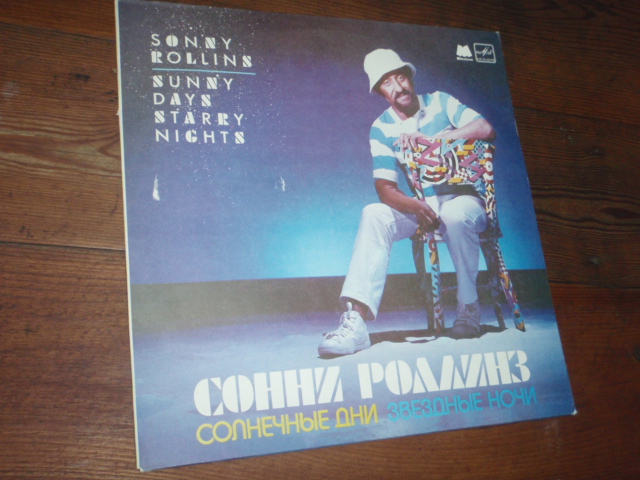 SONNY
ROLLINS
SUNNY
DAYS
STARRY
NIGHTS
СОННИ РОЛЛИНЗ
СОЛНЕЧНЫЕ ДНИ ЗВЕЗДНЫЕ НОЧИ